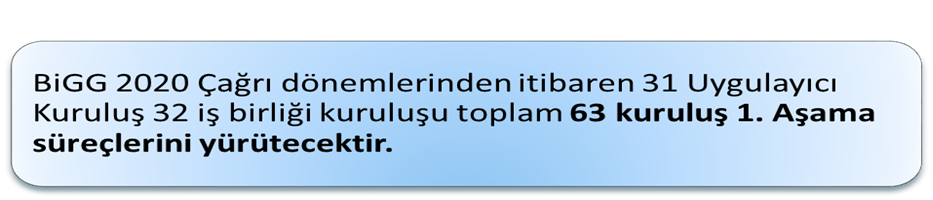 BiGG 2020 Çağrı dönemlerinden itibaren 31 Uygulayıcı
Kuruluş 32 iş birliği kuruluşu toplam 63 kuruluş 1. Aşama
süreçlerini yürütecektir.